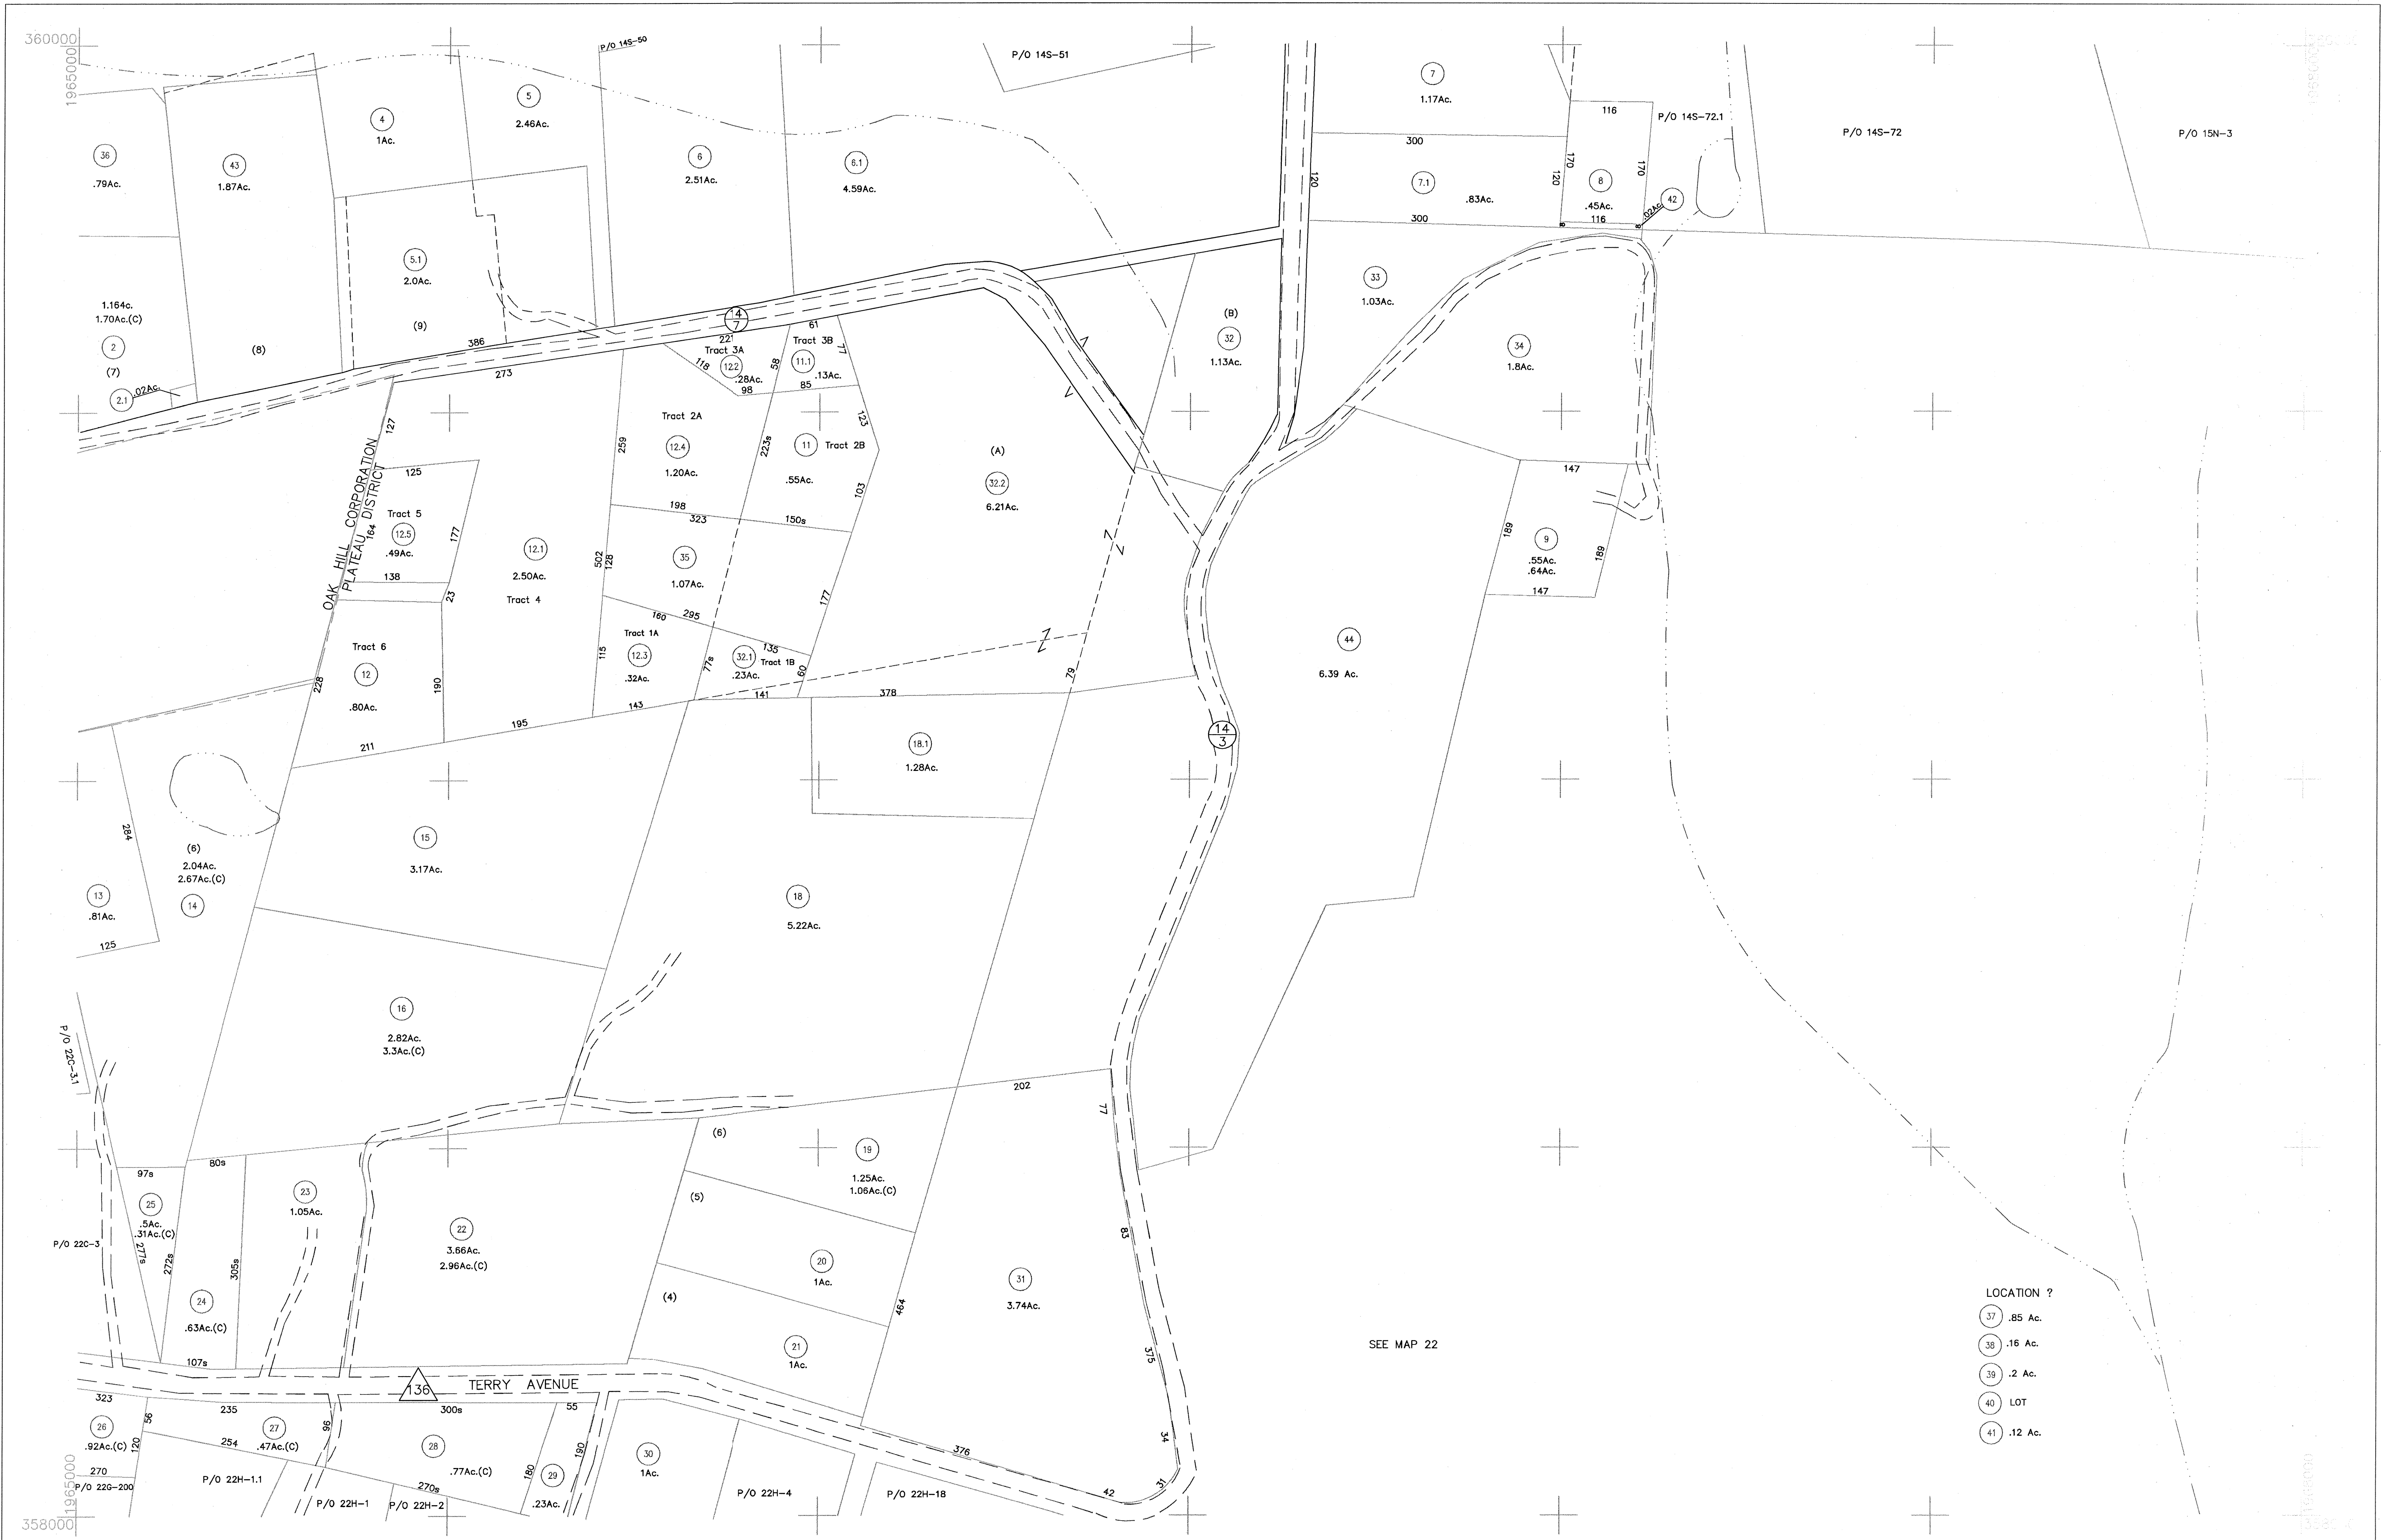 360000
1965000
P/O 14S-50
P/O 14S-51
P/O 14S-72.1
P/O 14S-72
P/O 15N-3
36
.79Ac.
43
1.87Ac.
4
1Ac.
5
2.46Ac.
6
2.51Ac.
6.1
4.59Ac.
7
1.17Ac.
300
7.1
.83Ac.
300
120
120
116
170
170
8
.45Ac.
116
8
8
.02Ac.
42
1.164c.
1.70Ac.(C)
2
(7)
2.1
.02Ac.
(8)
5.1
2.0Ac.
(9)
386
14
7
273
221
61
Tract 3A
12.2
.28Ac.
118
98
58
Tract 3B
11.1
.13Ac.
77
85
(B)
32
1.13Ac.
33
1.03Ac.
34
1.8Ac.
127
OAK HILL CORPORATION
PLATEAU DISTRICT
164
125
Tract 5
12.5
.49Ac.
177
138
23
12.1
2.50Ac.
Tract 4
259
Tract 2A
12.4
1.20Ac.
223s
11
Tract 2B
.55Ac.
123
103
198
323
150s
502
128
35
1.07Ac.
177
160
295
(A)
32.2
6.21Ac.
147
189
189
9
.55Ac.
.64Ac.
147
Tract 6
12
.80Ac.
228
190
Tract 1A
12.3
.32Ac.
115
77s
135
32.1
Tract 1B
.23Ac.
60
79
44
6.39 Ac.
211
195
143
141
378
14
3
18.1
1.28Ac.
284
15
3.17Ac.
(6)
2.04Ac.
2.67Ac.(C)
14
13
.81Ac.
125
18
5.22Ac.
16
2.82Ac.
3.3Ac.(C)
P/O 22C-3.1
202
77
97s
80s
(6)
19
1.25Ac.
1.06Ac.(C)
23
1.05Ac.
25
.5Ac.
.31Ac.(C)
(5)
P/O 22C-3
277s
272s
305s
22
3.66Ac.
2.96Ac.(C)
83
20
1Ac.
31
3.74Ac.
24
.63Ac.(C)
(4)
464
21
1Ac.
107s
375
SEE MAP 22
LOCATION ?
37 .85 Ac.
38 .16 Ac.
39 .2 Ac.
40 LOT
41 .12 Ac.
136
TERRY AVENUE
323
56
235
300s
55
26
.92Ac.(C)
120
254
27
.47Ac.(C)
96
28
.77Ac.(C)
190
180
30
1Ac.
376
34
31
42
270
P/O 22G-200
P/O 22H-1.1
270s
29
.23Ac.
P/O 22H-1
P/O 22H-2
P/O 22H-4
P/O 22H-18
1965000
358000